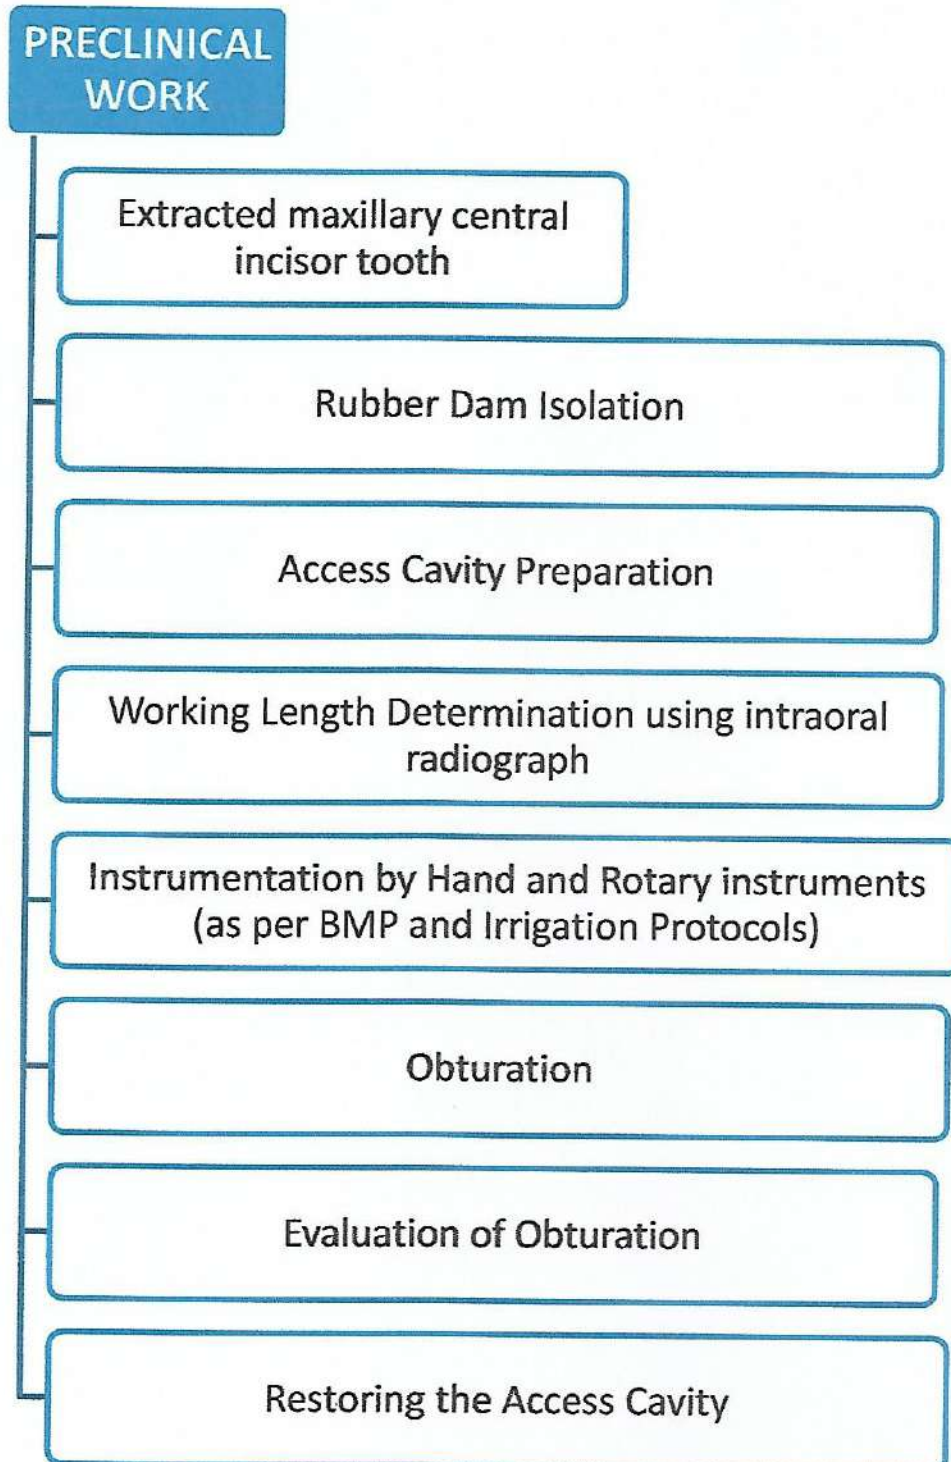 PRECLINICAL
WORK
Extracted maxillary central
incisor tooth
Rubber Dam Isolation
Access Cavity Preparation
Working Length Determination using intraoral
radiograph
Instrumentation by Hand and Rotary instruments
(as per BMP and Irrigation Protocols)
Obturation
Evaluation of Obturation
Restoring the Access Cavity